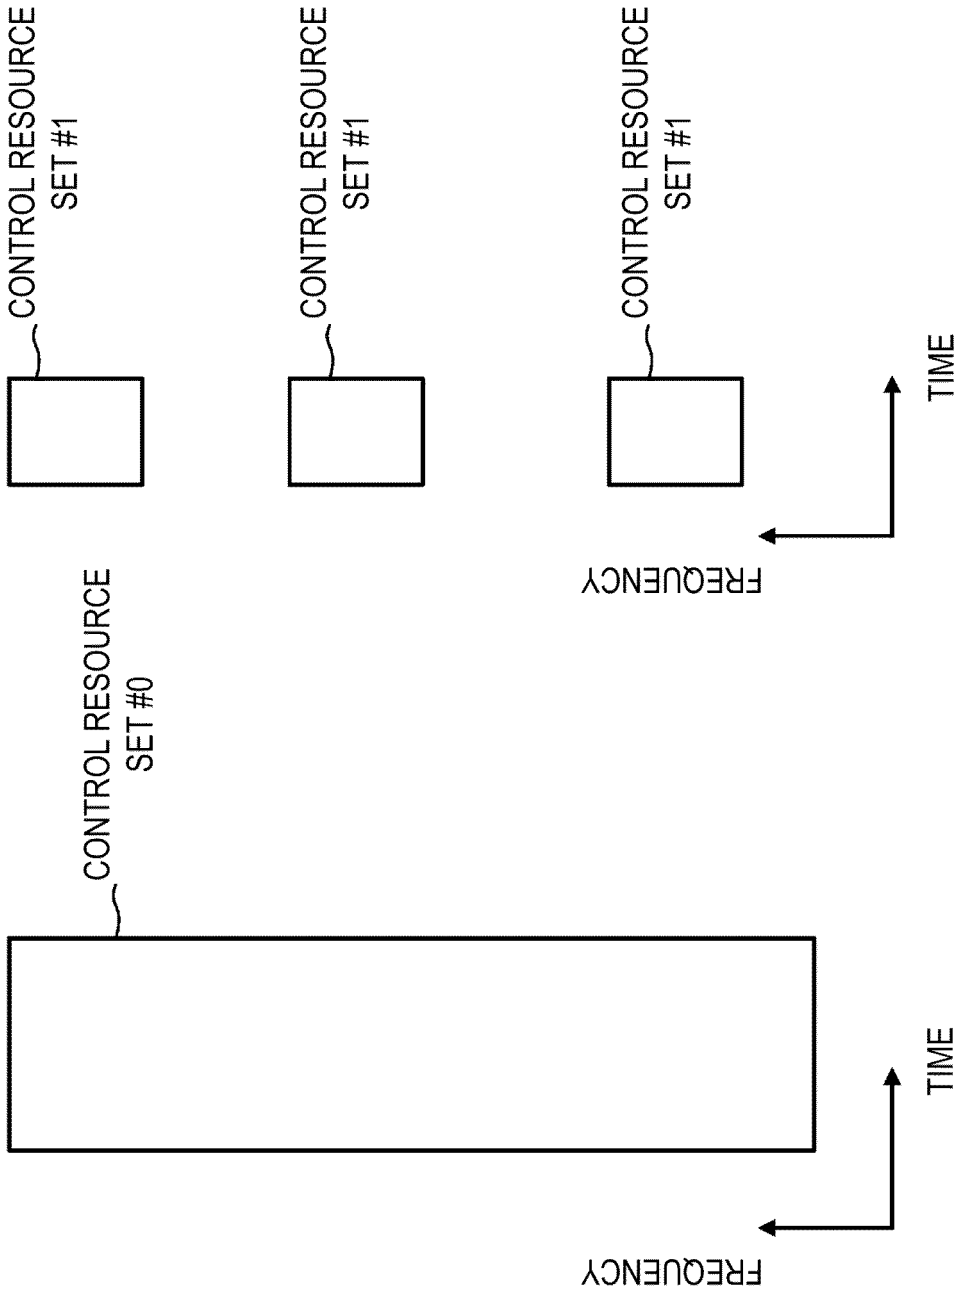 CONTROL RESOURCE
SET #0
FREQUENCY
TIME
CONTROL RESOURCE
SET #1
CONTROL RESOURCE
SET #1
CONTROL RESOURCE
SET #1
FREQUENCY
TIME